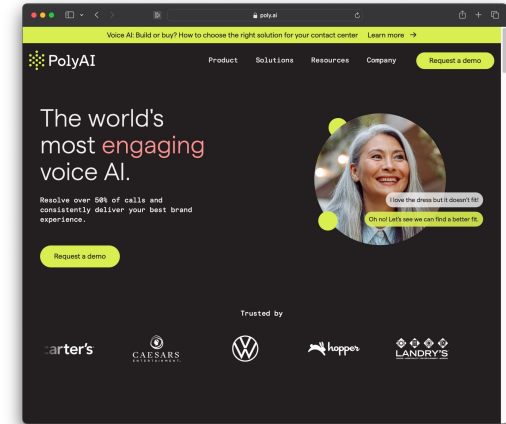 poly.ai
Voice AI: Build or buy? How to choose the right solution for your contact center Learn more →
PolyAI
Product Solutions Resources Company Request a demo
The world's
most engaging
voice AI.
Resolve over 50% of calls and
consistently deliver your best brand
experience.
Request a demo
I love the dress but it doesn't fit!
Oh no! Let's see we can find a better fit.
Trusted by
carter's
CAESARS
ENTERTAINMENT.
hopper
LANDRY'S